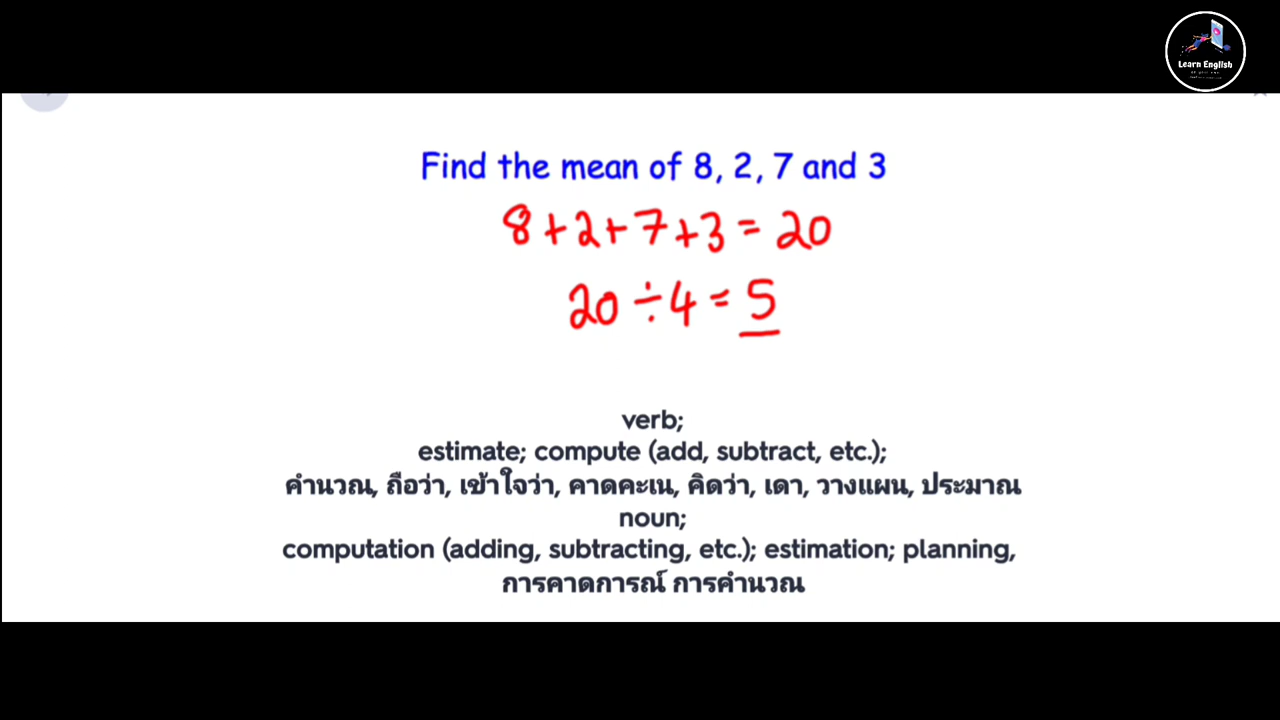 Learn English
Find the mean of 8, 2, 7 and 3
8+2+7+3=20
20÷4=5
verb;
estimate; compute (add, subtract, etc.);
คำนวณ, ถือว่า, เข้าใจว่า, คาดคะเน, คิดว่า, เดา, วางแผน, ประมาณ
noun;
computation (adding, subtracting, etc.); estimation; planning,
การคาดการณ์ การคำนวณ